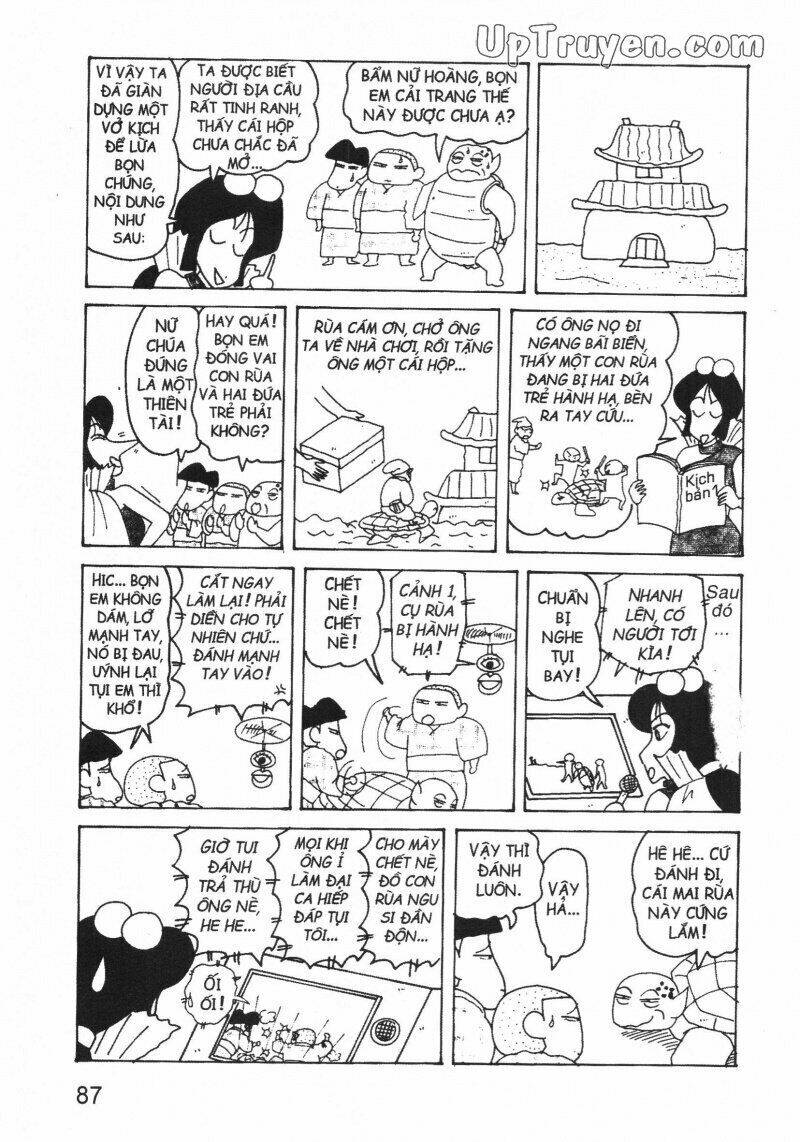 UpTruyen.com
BẨM NỮ HOÀNG, BỌN
EM CẢI TRANG THẾ
NÀY ĐƯỢC CHƯA Ạ?
TA ĐƯỢC BIẾT
NGƯỜI ĐỊA CẦU
RẤT TINH RANH,
THẤY CÁI HỘP
CHƯA CHẮC ĐÃ
MỞ...
VÌ VẬY TA
ĐÃ GIÀN
DỰNG MỘT
VỞ KỊCH
ĐỂ LỪA
BỌN
CHÚNG,
NỘI DUNG
NHƯ
SAU:
CÓ ÔNG NỌ ĐI
NGANG BÃI BIỂN,
THẤY MỘT CON RÙA
ĐANG BỊ HAI ĐỨA
TRẺ HÀNH HẠ, BÈN
RA TAY CỨU...
Kịch
bản
RÙA CÁM ƠN, CHỞ ÔNG
TA VỀ NHÀ CHƠI, RỒI TẶNG
ÔNG MỘT CÁI HỘP...
HAY QUÁ!
BỌN EM
ĐÓNG VAI
CON RÙA
VÀ HAI ĐỨA
TRẺ PHẢI
KHÔNG?
NỮ
CHÚA
ĐÚNG
LÀ MỘT
THIÊN
TÀI!
Sau
đó
...
NHANH
LÊN, CÓ
NGƯỜI TỚI
KÌA!
CHUẨN
BỊ
NGHE
TỤI
BAY!
CẢNH 1,
CỤ RÙA
BỊ HÀNH
HẠ!
CHẾT
NÈ!
CHẾT
NÈ!
CẮT NGAY
LÀM LẠI! PHẢI
DIỄN CHO TỰ
NHIÊN CHỨ...
ĐÁNH MẠNH
TAY VÀO!
HIC... BỌN
EM KHÔNG
DÁM, LỠ
MẠNH TAY,
NÓ BỊ ĐAU,
UÝNH LẠI
TỤI EM THÌ
KHỔ!
HÊ HÊ... CỨ
ĐÁNH ĐI,
CÁI MAI RÙA
NÀY CỨNG
LẮM!
VẬY
HẢ...
VẬY THÌ
ĐÁNH
LUÔN.
CHO MÀY
CHẾT NÈ,
ĐỒ CON
RÙA NGU
SI ĐẦN
ĐỘN...
MỌI KHI
ÔNG Ỉ
LÀM ĐẠI
CA HIẾP
ĐÁP TỤI
TÔI...
GIỜ TUI
ĐÁNH
TRẢ THÙ
ÔNG NÈ,
HE HE...
ỐI
ỐI!
87